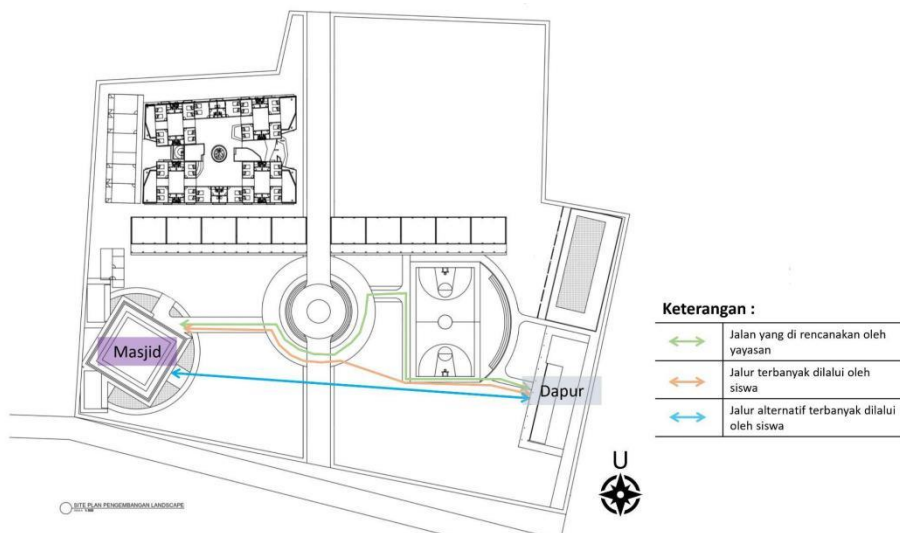 Masjid
Dapur
Keterangan :
Jalan yang di rencanakan oleh
yayasan
Jalur terbanyak dilalui oleh
siswa
Jalur alternatif terbanyak dilalui
oleh siswa
U
SITE PLAN PENGEMBANGAN LANDSCAPE